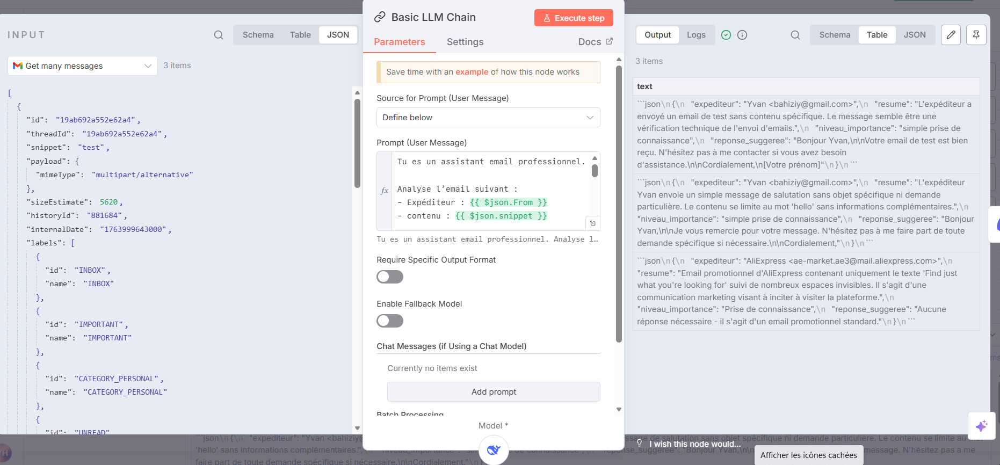 INPUT
Schema
Table
JSON
Get many messages
3 items
[
{
"id": "19ab692a552e62a4",
"threadId": "19ab692a552e62a4",
"snippet": "test",
"payload": {
"mimeType": "multipart/alternative"
},
"sizeEstimate": 5620,
"historyId": "881684",
"internalDate": "1763999643000",
"labels": [
{
"id": "INBOX",
"name": "INBOX"
},
{
"id": "IMPORTANT",
"name": "IMPORTANT"
},
{
"id": "CATEGORY_PERSONAL",
"name": "CATEGORY_PERSONAL"
},
{
"id": "UNREAD"
Basic LLM Chain
Execute step
Parameters
Settings
Docs
Save time with an example of how this node works
Source for Prompt (User Message)
Define below
Prompt (User Message)
fx
Tu es un assistant email professionnel.
Analyse l’email suivant :
- Expéditeur : {{ $json.From }}
- contenu : {{ $json.snippet }}
Tu es un assistant email professionnel. Analyse l…
Require Specific Output Format
Enable Fallback Model
Chat Messages (if Using a Chat Model)
Currently no items exist
Add prompt
Batch Processing
Model *
Output
Logs
Schema
Table
JSON
3 items
text
```json\n{\n "expediteur": "Yvan <bahiziy@gmail.com>",\n "resume": "L'expéditeur a
envoyé un email de test sans contenu spécifique. Le message semble être une
vérification technique de l'envoi d'emails.",\n "niveau_importance": "simple prise de
connaissance",\n "reponse_suggeree": "Bonjour Yvan,\n\nVotre email de test est bien
reçu. N'hésitez pas à me contacter si vous avez besoin
d'assistance.\n\nCordialement,\n[Votre prénom]"\n}\n```
```json\n{\n "expediteur": "Yvan <bahiziy@gmail.com>",\n "resume": "L'expéditeur
Yvan envoie un simple message de salutation sans objet spécifique ni demande
particulière. Le contenu se limite au mot 'hello' sans informations complémentaires.",\n
"niveau_importance": "simple prise de connaissance",\n "reponse_suggeree": "Bonjour
Yvan,\n\nJe vous remercie pour votre message. N'hésitez pas à me faire part de toute
demande spécifique si nécessaire.\n\nCordialement,"\n}\n```
```json\n{\n "expediteur": "AliExpress <ae-market.ae3@mail.aliexpress.com>",\n
"resume": "Email promotionnel d'AliExpress contenant uniquement le texte 'Find just
what you're looking for' suivi de nombreux espaces invisibles. Il s'agit d'une
communication marketing visant à inciter à visiter la plateforme.",\n
"niveau_importance": "Prise de connaissance",\n "reponse_suggeree": "Aucune
réponse nécessaire - il s'agit d'un email promotionnel standard."\n}\n```
```json\n{\n "expediteur": "Yvan <bahiziy@ message de salutation sans objet spécifique ni demande particulière. Le contenu se limite au mot
'hello' sans informations complémentaires.",\n de connaissance",\n "reponse_suggeree": "Bonjour Yvan,\n\n message. N'hésitez pas à me
faire part de toute demande spécifique si nécessaire.\n\nCordialement,"\n}
I wish this node would...
Afficher les icônes cachées